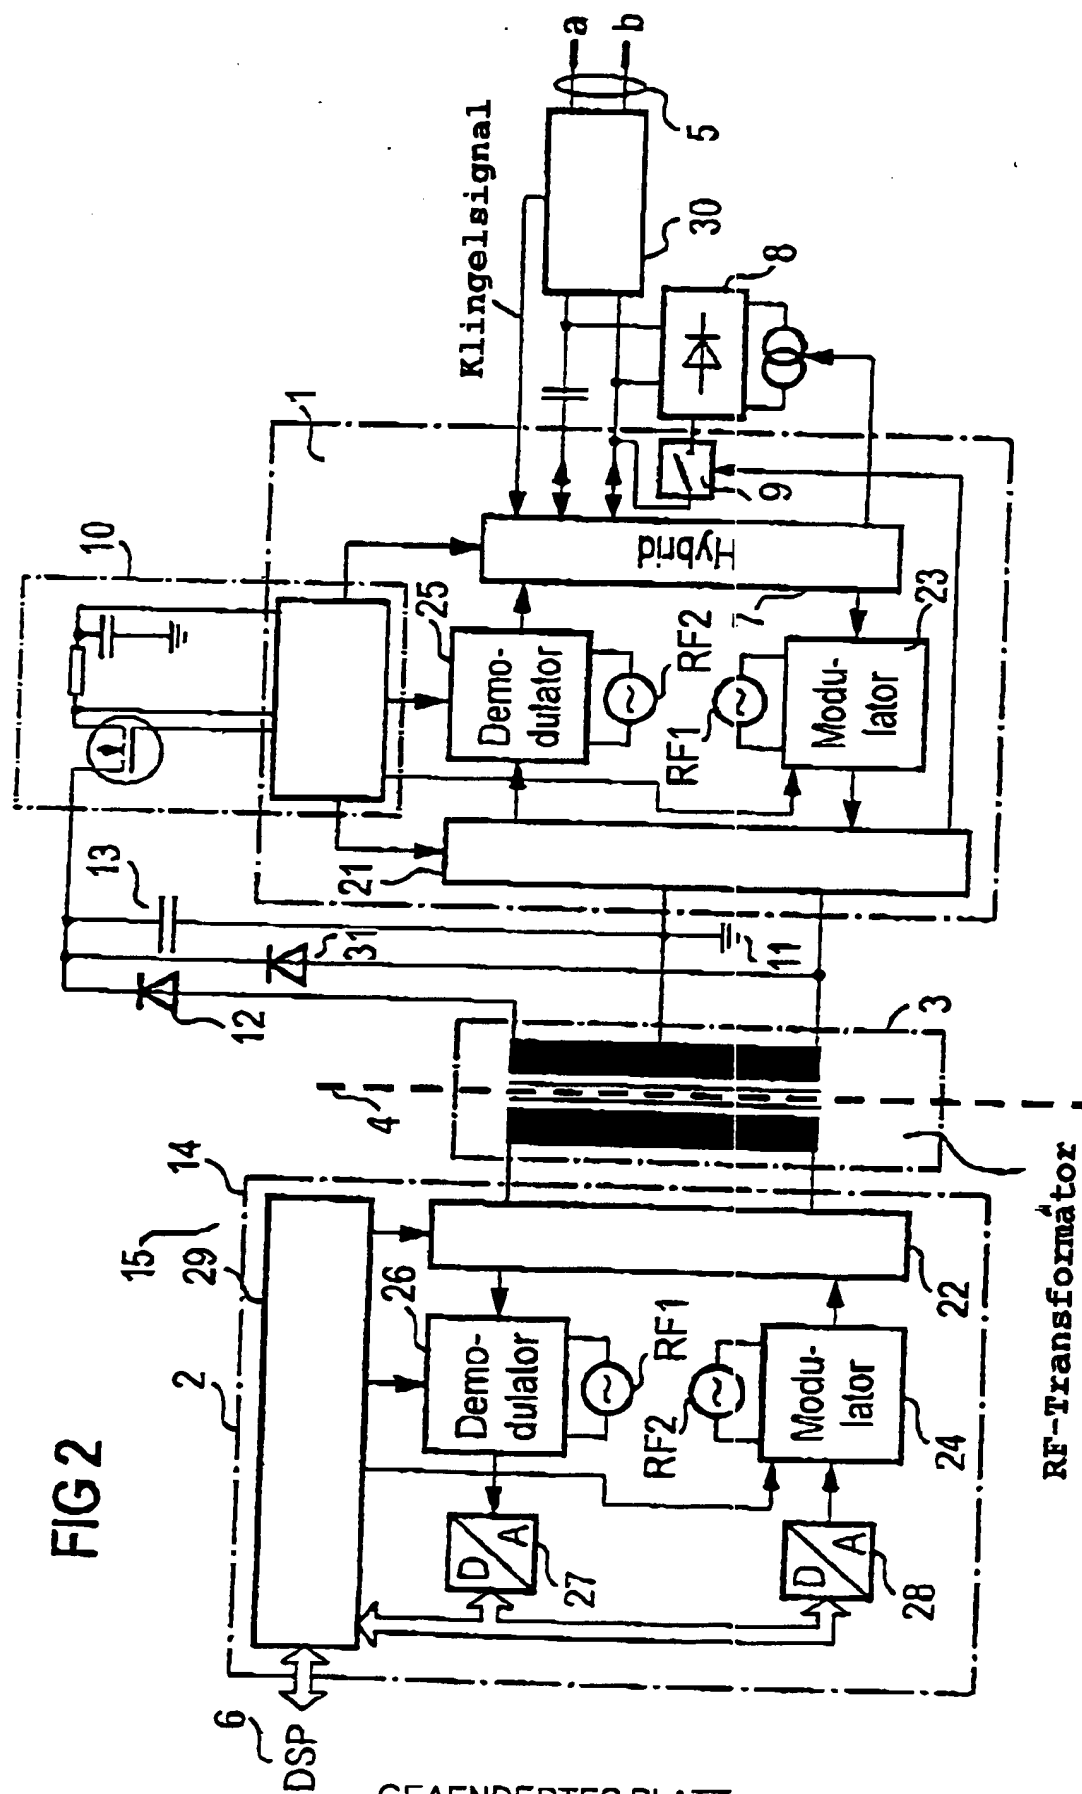 FIG 2
6
DSP
2
15
14
29
26
Demo-
dulator
RF1
D
A
27
RF2
Modu-
lator
24
D
A
28
22
4
3
RF-Transformator
12
31
13
11
10
1
21
25
Demo-
dulator
RF2
RF1
Modu-
lator
23
7
Hybrid
9
8
Klingelsignal
30
5
a
b